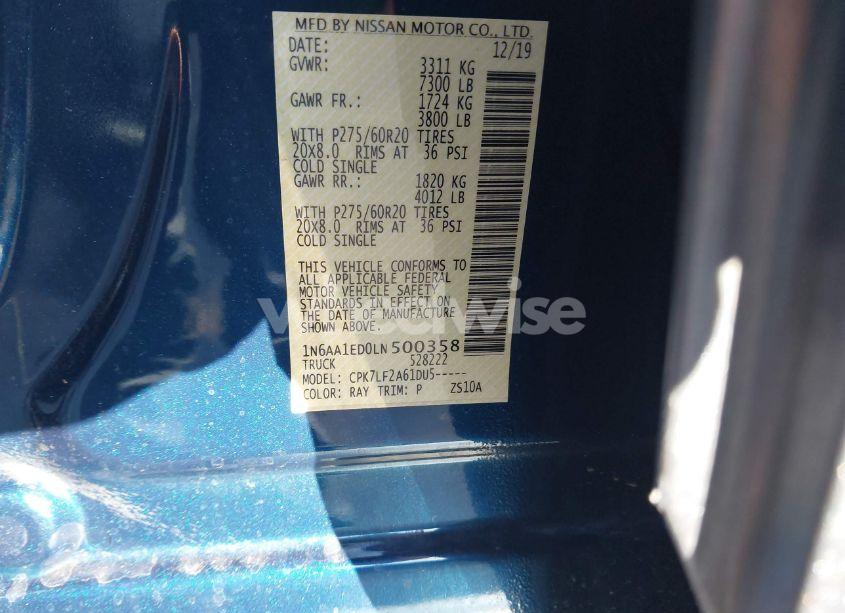 MFD BY NISSAN MOTOR CO., LTD.
DATE: 12/19
GVWR: 3311 KG
7300 LB
GAWR FR.: 1724 KG
3800 LB
WITH P275/60R20 TIRES
20X8.0 RIMS AT 36 PSI
COLD SINGLE
GAWR RR.: 1820 KG
4012 LB
WITH P275/60R20 TIRES
20X8.0 RIMS AT 36 PSI
COLD SINGLE
THIS VEHICLE CONFORMS TO
ALL APPLICABLE FEDERAL
MOTOR VEHICLE SAFETY
STANDARDS IN EFFECT ON
THE DATE OF MANUFACTURE
SHOWN ABOVE.
1N6AA1ED0LN500358
TRUCK 528222
MODEL: CPK7LF2A61DU5-----
COLOR: RAY TRIM: P ZS10A